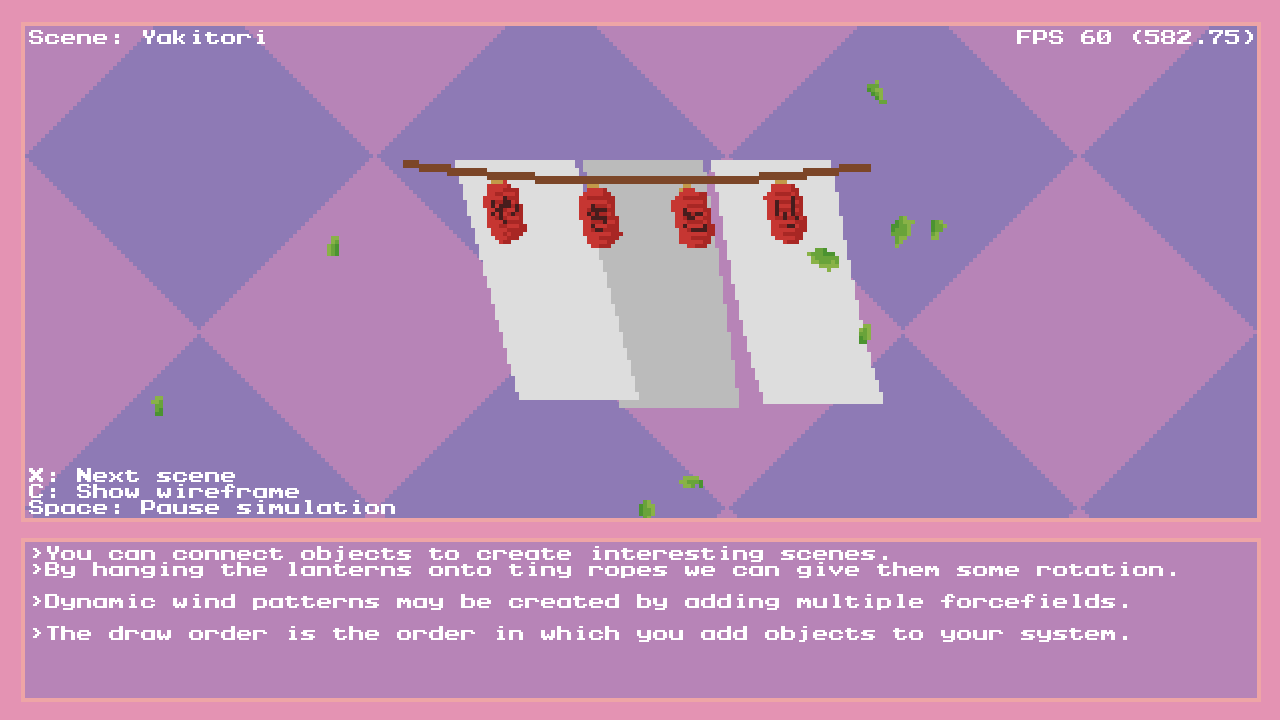 Scene: Yakitori
FPS 60 (582.75)
X: Next scene
C: Show wireframe
Space: Pause simulation
>You can connect objects to create interesting scenes.
>By hanging the lanterns onto tiny ropes we can give them some rotation.
>Dynamic wind patterns may be created by adding multiple forcefields.
>The draw order is the order in which you add objects to your system.